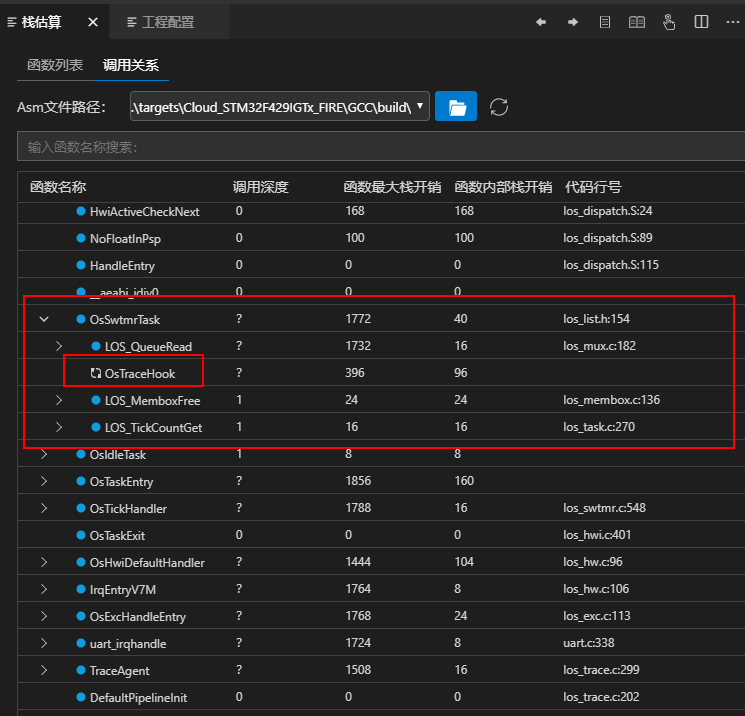 栈估算 工程配置
函数列表 调用关系
Asm文件路径： .\targets\Cloud_STM32F429IGTx_FIRE\GCC\build\
输入函数名称搜索：
函数名称 调用深度 函数最大栈开销 函数内部栈开销 代码行号
HwiActiveCheckNext 0 168 168 los_dispatch.S:24
NoFloatInPsp 0 100 100 los_dispatch.S:89
HandleEntry 0 0 0 los_dispatch.S:115
__aeabi_idiv0 0 0 0
OsSwtmrTask ? 1772 40 los_list.h:154
LOS_QueueRead ? 1732 16 los_mux.c:182
OsTraceHook ? 396 96
LOS_MemboxFree 1 24 24 los_membox.c:136
LOS_TickCountGet 1 16 16 los_task.c:270
OsIdleTask 1 8 8
OsTaskEntry ? 1856 160
OsTickHandler ? 1788 16 los_swtmr.c:548
OsTaskExit 0 0 0 los_hwi.c:401
OsHwiDefaultHandler ? 1444 104 los_hw.c:96
IrqEntryV7M ? 1764 8 los_hw.c:106
OsExcHandleEntry ? 1768 24 los_exc.c:113
uart_irqhandle ? 1724 8 uart.c:338
TraceAgent ? 1508 16 los_trace.c:299
DefaultPipelineInit 0 0 0 los_trace.c:202